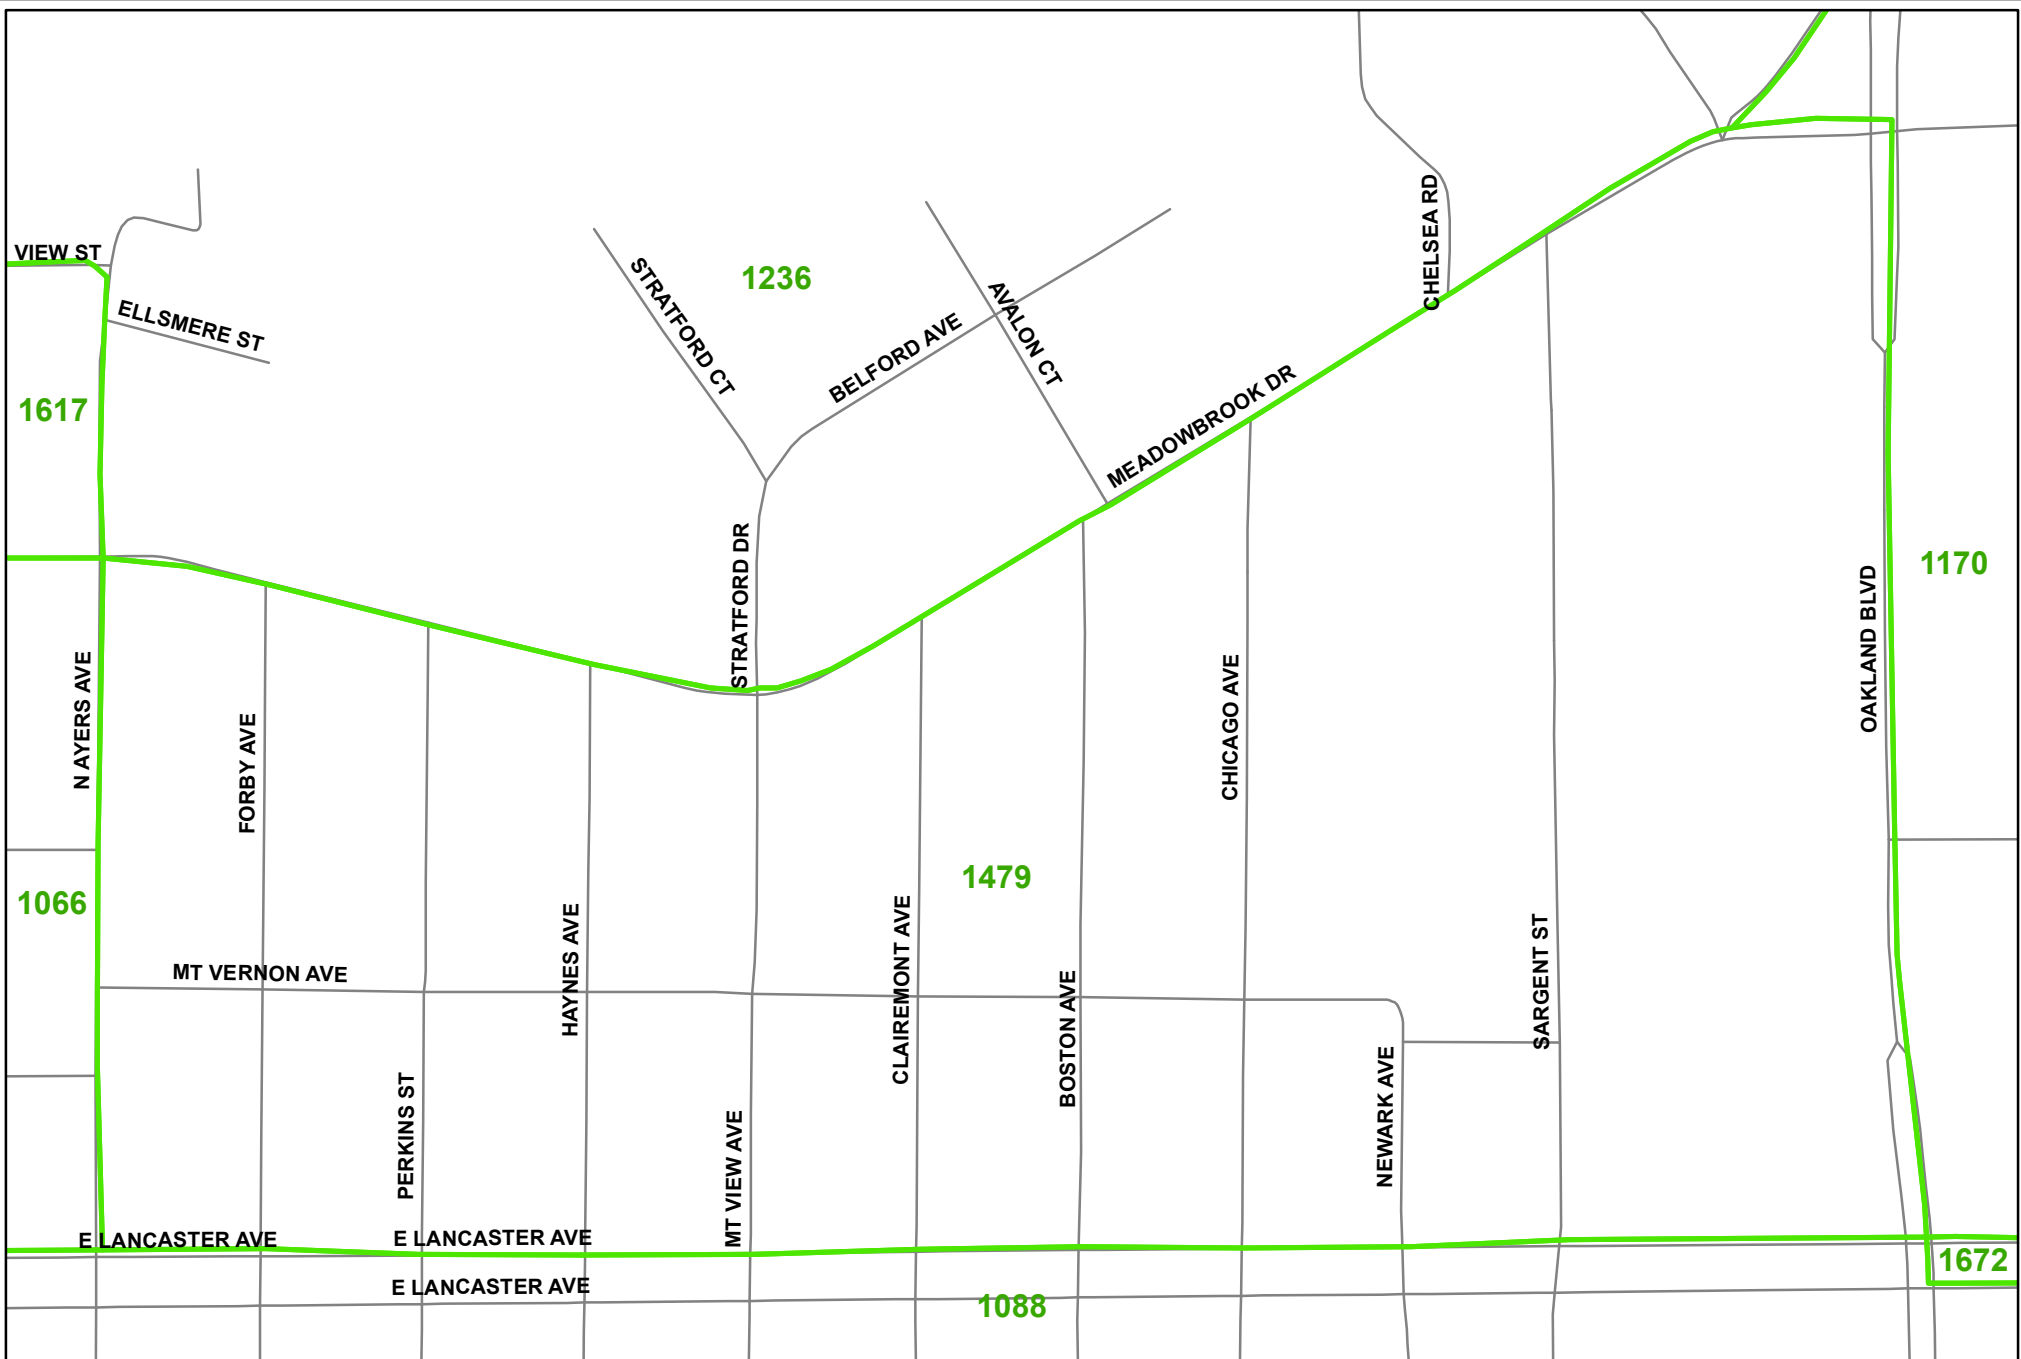 VIEW ST
ELLSMERE ST
1617
STRATFORD CT
1236
BELFORD AVE
AVALON CT
CHELSEA RD
MEADOWBROOK DR
STRATFORD DR
1170
OAKLAND BLVD
N AYERS AVE
FORBY AVE
CHICAGO AVE
1066
1479
MT VERNON AVE
HAYNES AVE
CLAIREMONT AVE
BOSTON AVE
SARGENT ST
PERKINS ST
MT VIEW AVE
NEWARK AVE
E LANCASTER AVE
E LANCASTER AVE
E LANCASTER AVE
1088
1672